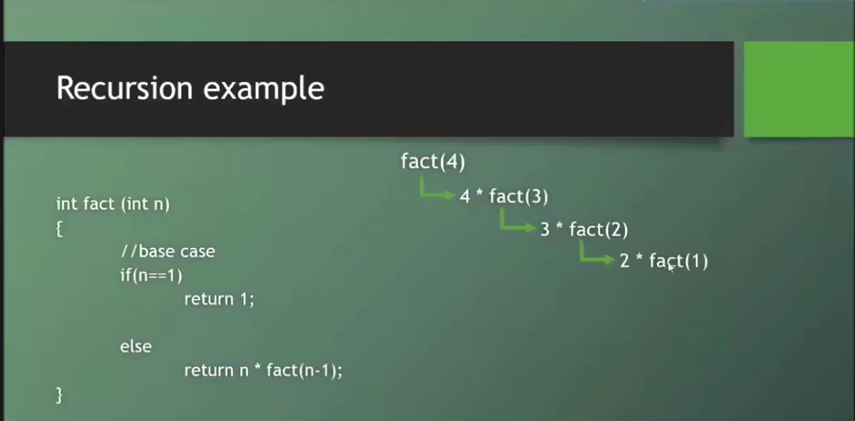 Recursion example
int fact (int n)
{
//base case
if(n==1)
return 1;
else
return n * fact(n-1);
}
fact(4)
4 * fact(3)
3 * fact(2)
2 * fact(1)